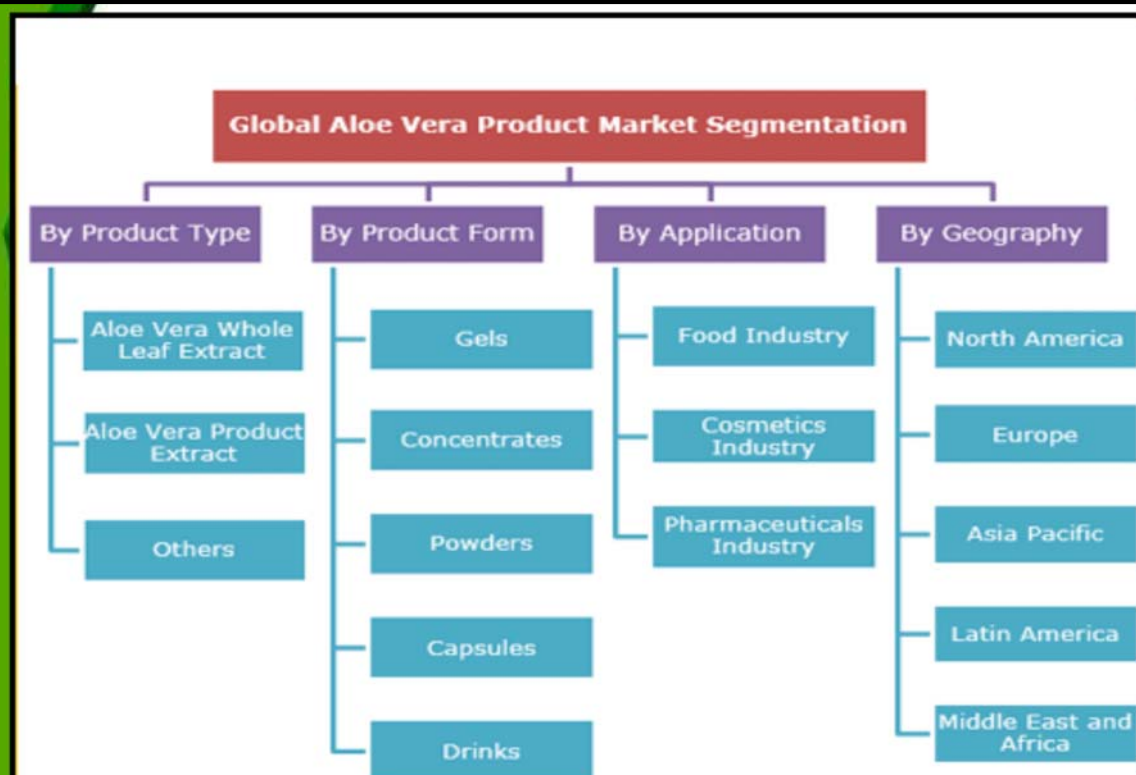 Global Aloe Vera Product Market Segmentation
By Product Type
Aloe Vera Whole
Leaf Extract
Aloe Vera Product
Extract
Others
By Product Form
Gels
Concentrates
Powders
Capsules
Drinks
By Application
Food Industry
Cosmetics
Industry
Pharmaceuticals
Industry
By Geography
North America
Europe
Asia Pacific
Latin America
Middle East and
Africa